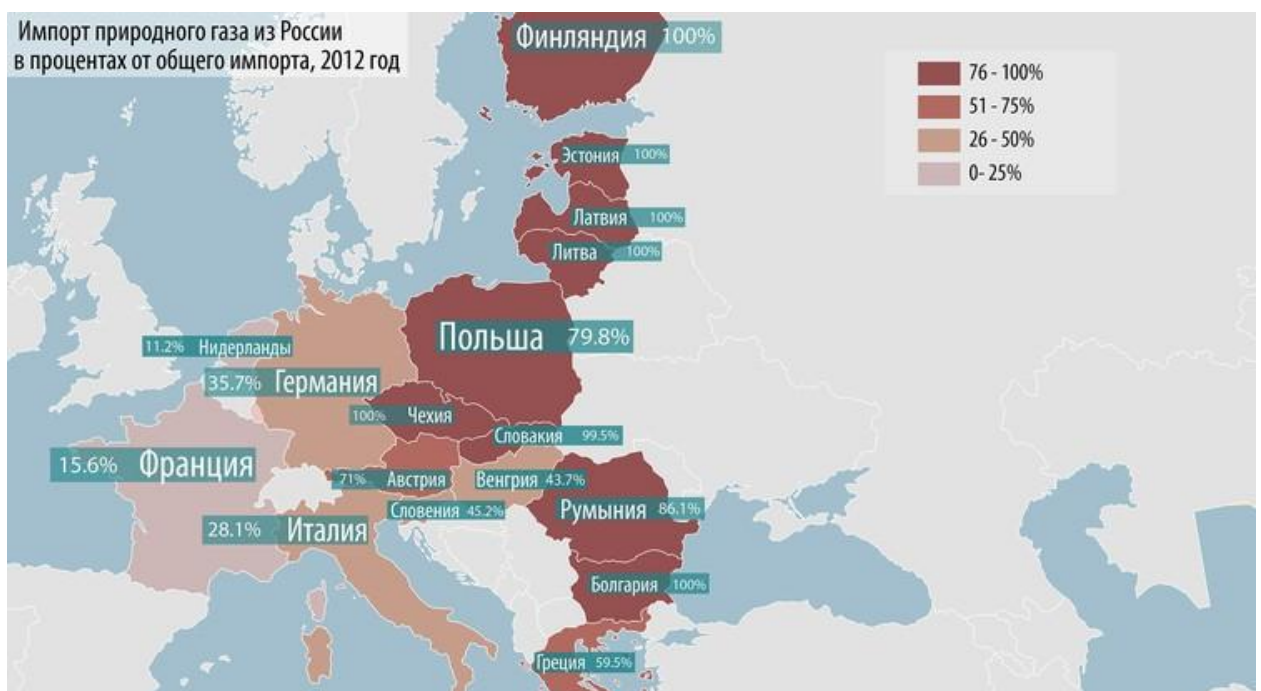 Импорт природного газа из России
в процентах от общего импорта, 2012 год
76 - 100%
51 - 75%
26 - 50%
0- 25%
Финляндия 100%
Эстония 100%
Латвия 100%
Литва 100%
Польша 79.8%
11.2% Нидерланды
35.7% Германия
100% Чехия
Словакия 99.5%
15.6% Франция
71% Австрия
Венгрия 43.7%
Словения 45.2%
Румыния 86.1%
28.1% Италия
Болгария 100%
Греция 59.5%